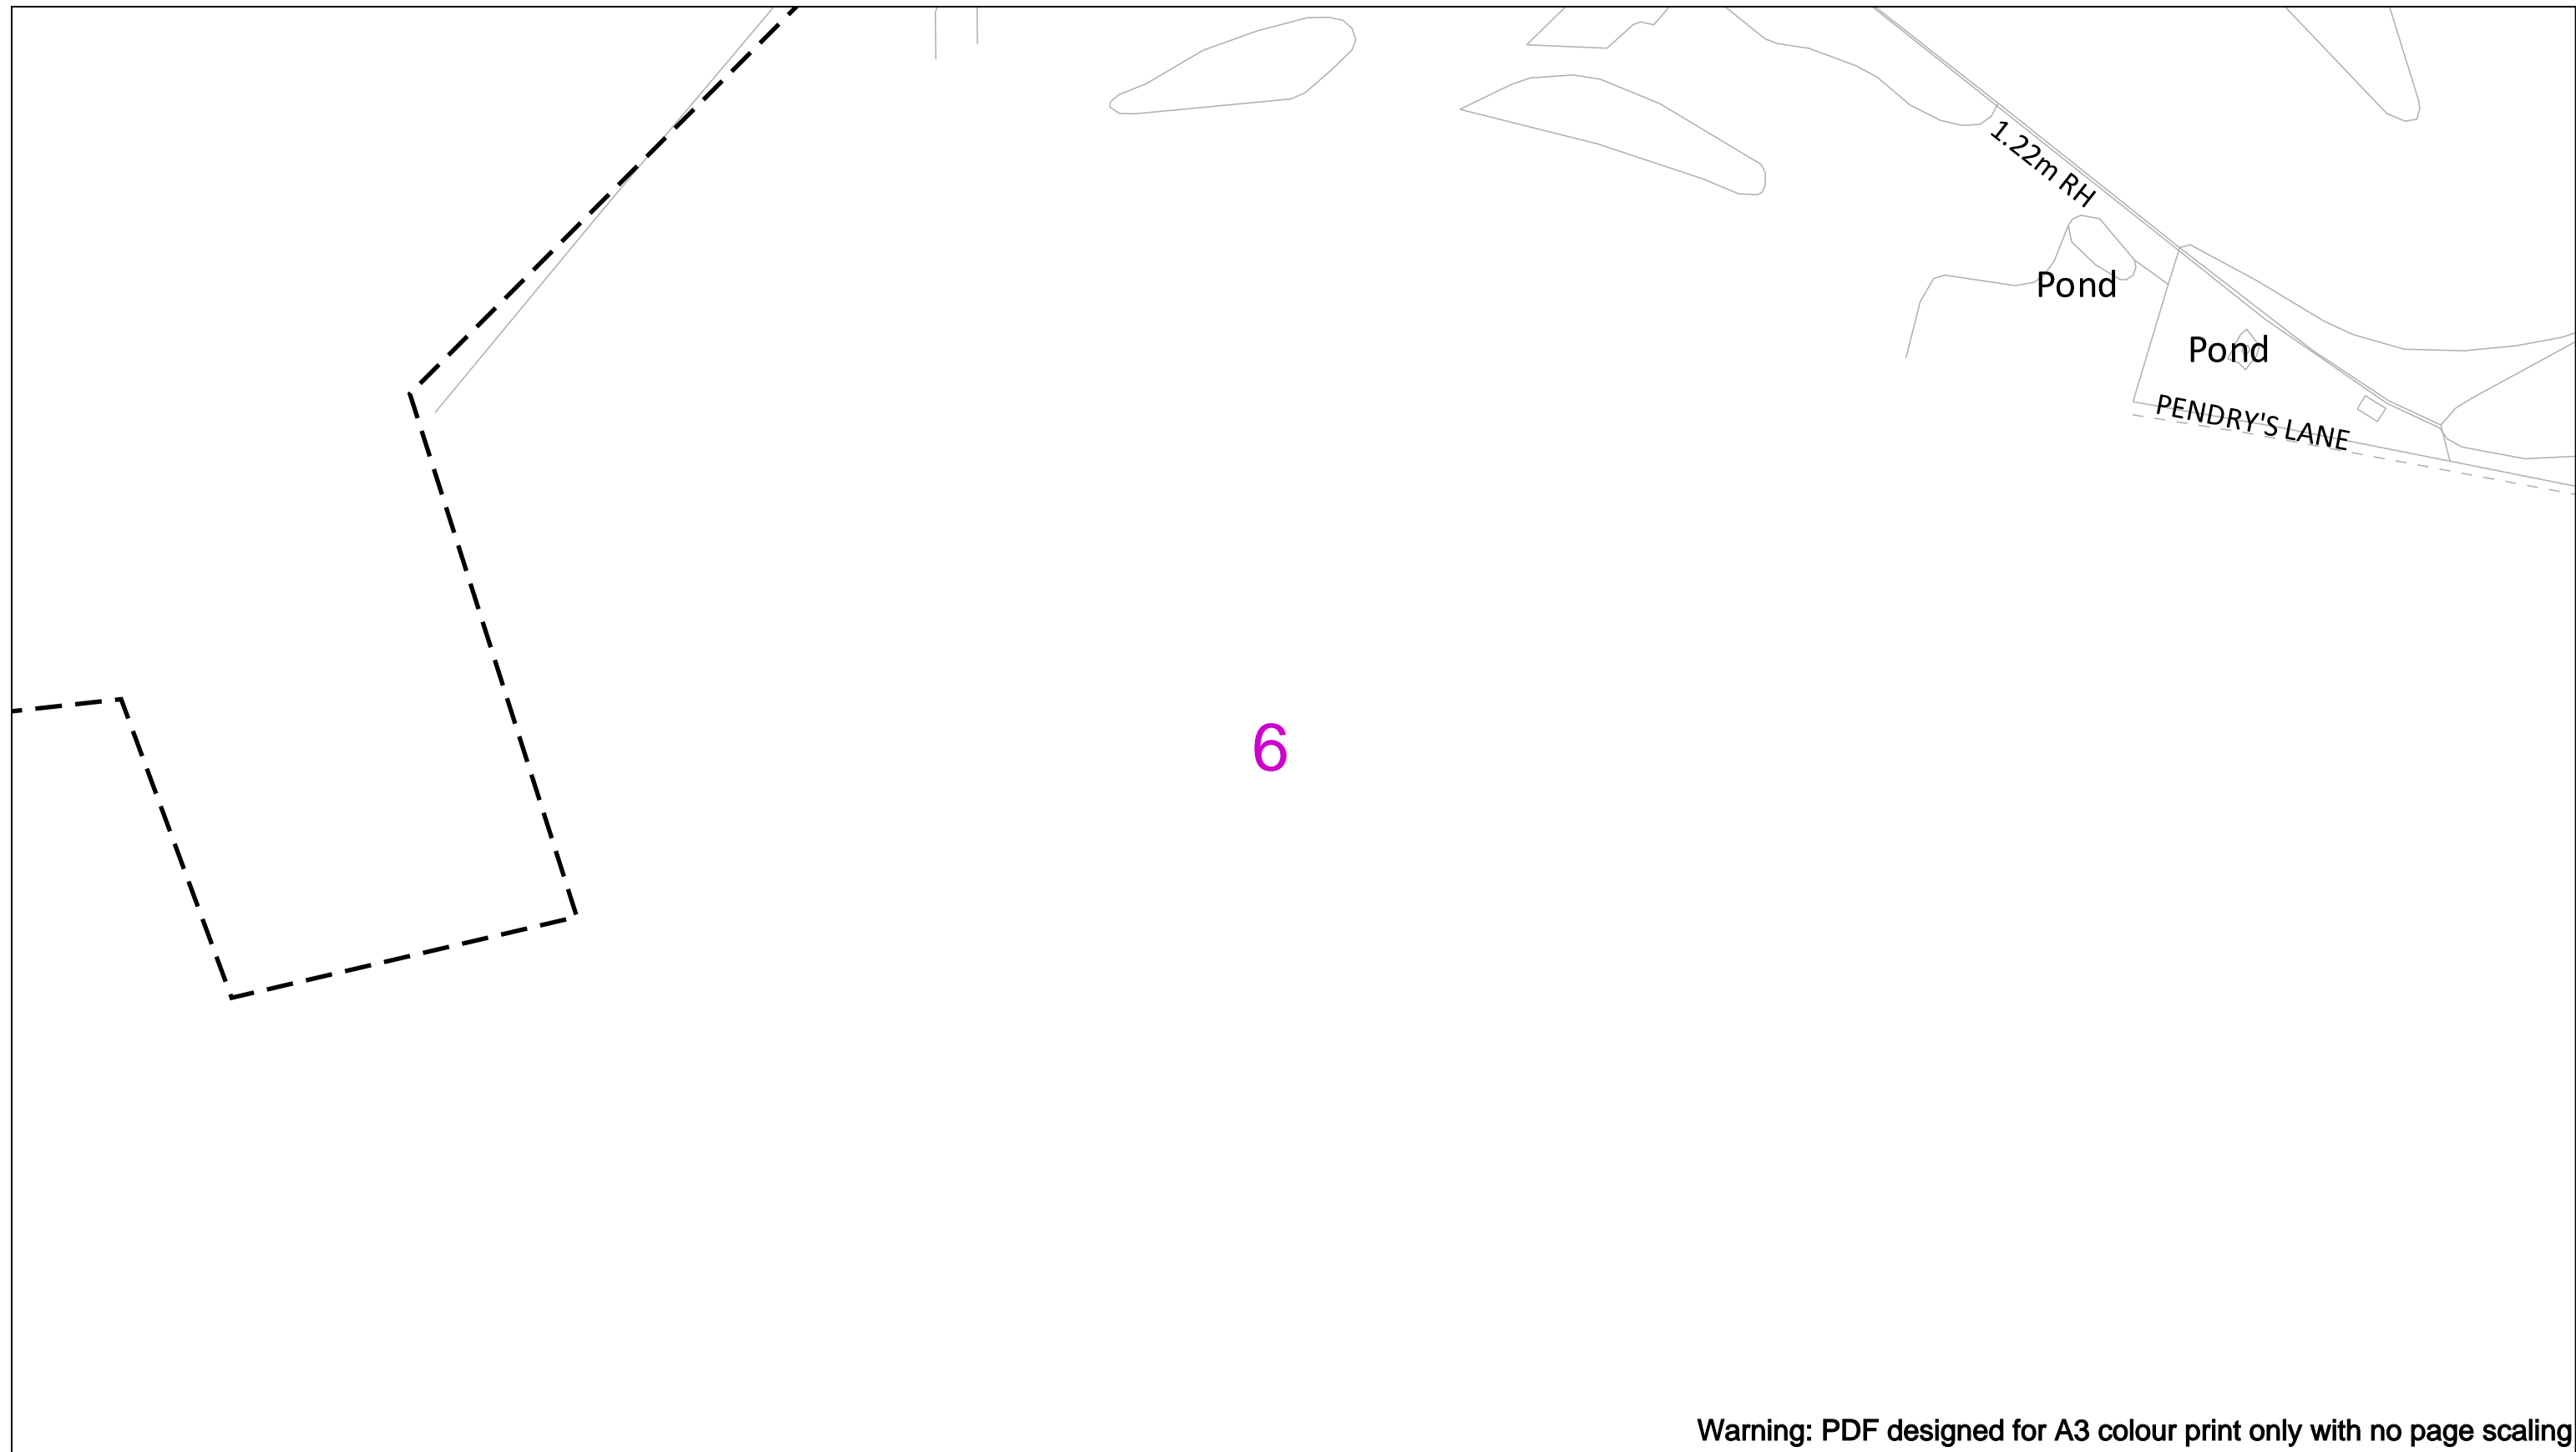 1.22m RH
Pond
Pond
PENDRY'S LANE
6
Warning: PDF designed for A3 colour print only with no page scaling